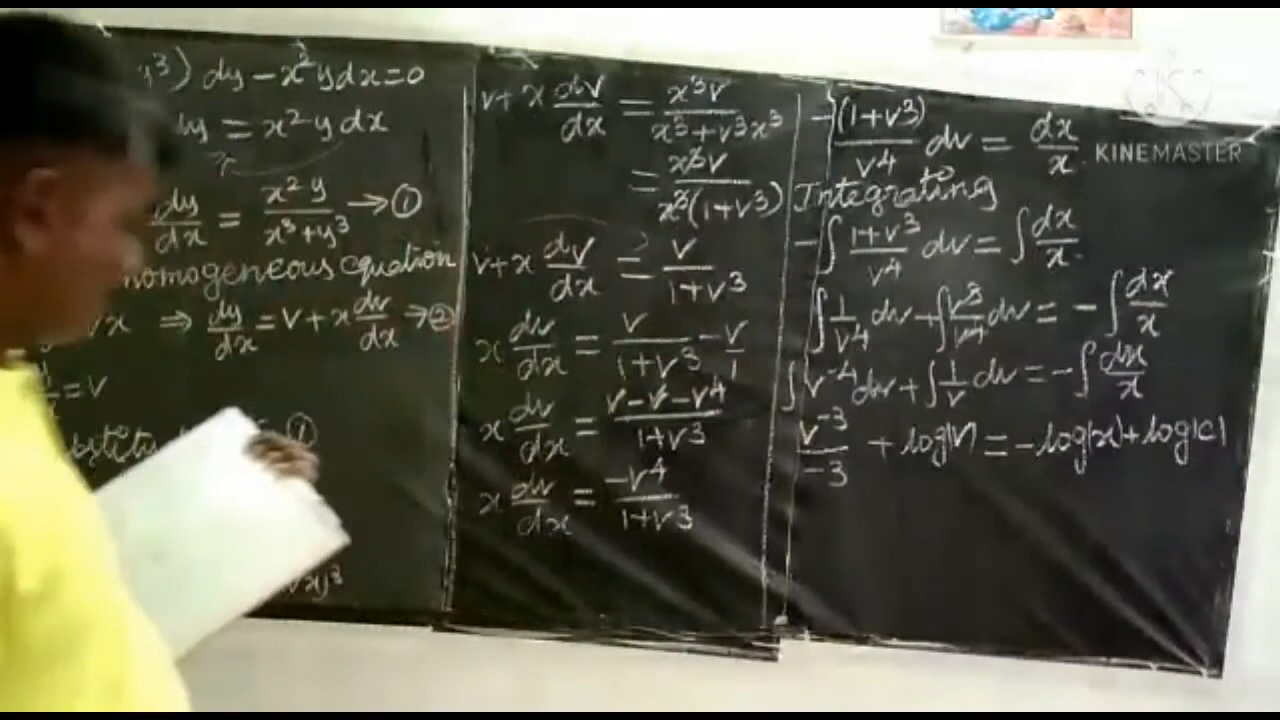 y³) dy − x²y dx = 0
dy = x²y dx
dy/dx = x²y/(x³+y³) → ①
homogeneous equation
vx ⇒ dy/dx = v + x dv/dx → ②
= v
①
v + x dv/dx = x³v/(x³+v³x³)
= x³v/(x³(1+v³))
v + x dv/dx = v/(1+v³)
x dv/dx = v/(1+v³) − v/1
x dv/dx = (v−v−v⁴)/(1+v³)
x dv/dx = −v⁴/(1+v³)
−(1+v³)/v⁴ dv = dx/x
Integrating
−∫ (1+v³)/v⁴ dv = ∫ dx/x
∫ 1/v⁴ dv + ∫ v³/v⁴ dv = −∫ dx/x
∫ v⁻⁴ dv + ∫ 1/v dv = −∫ dx/x
v⁻³/−3 + log|v| = −log|x| + log|c|
KINEMASTER